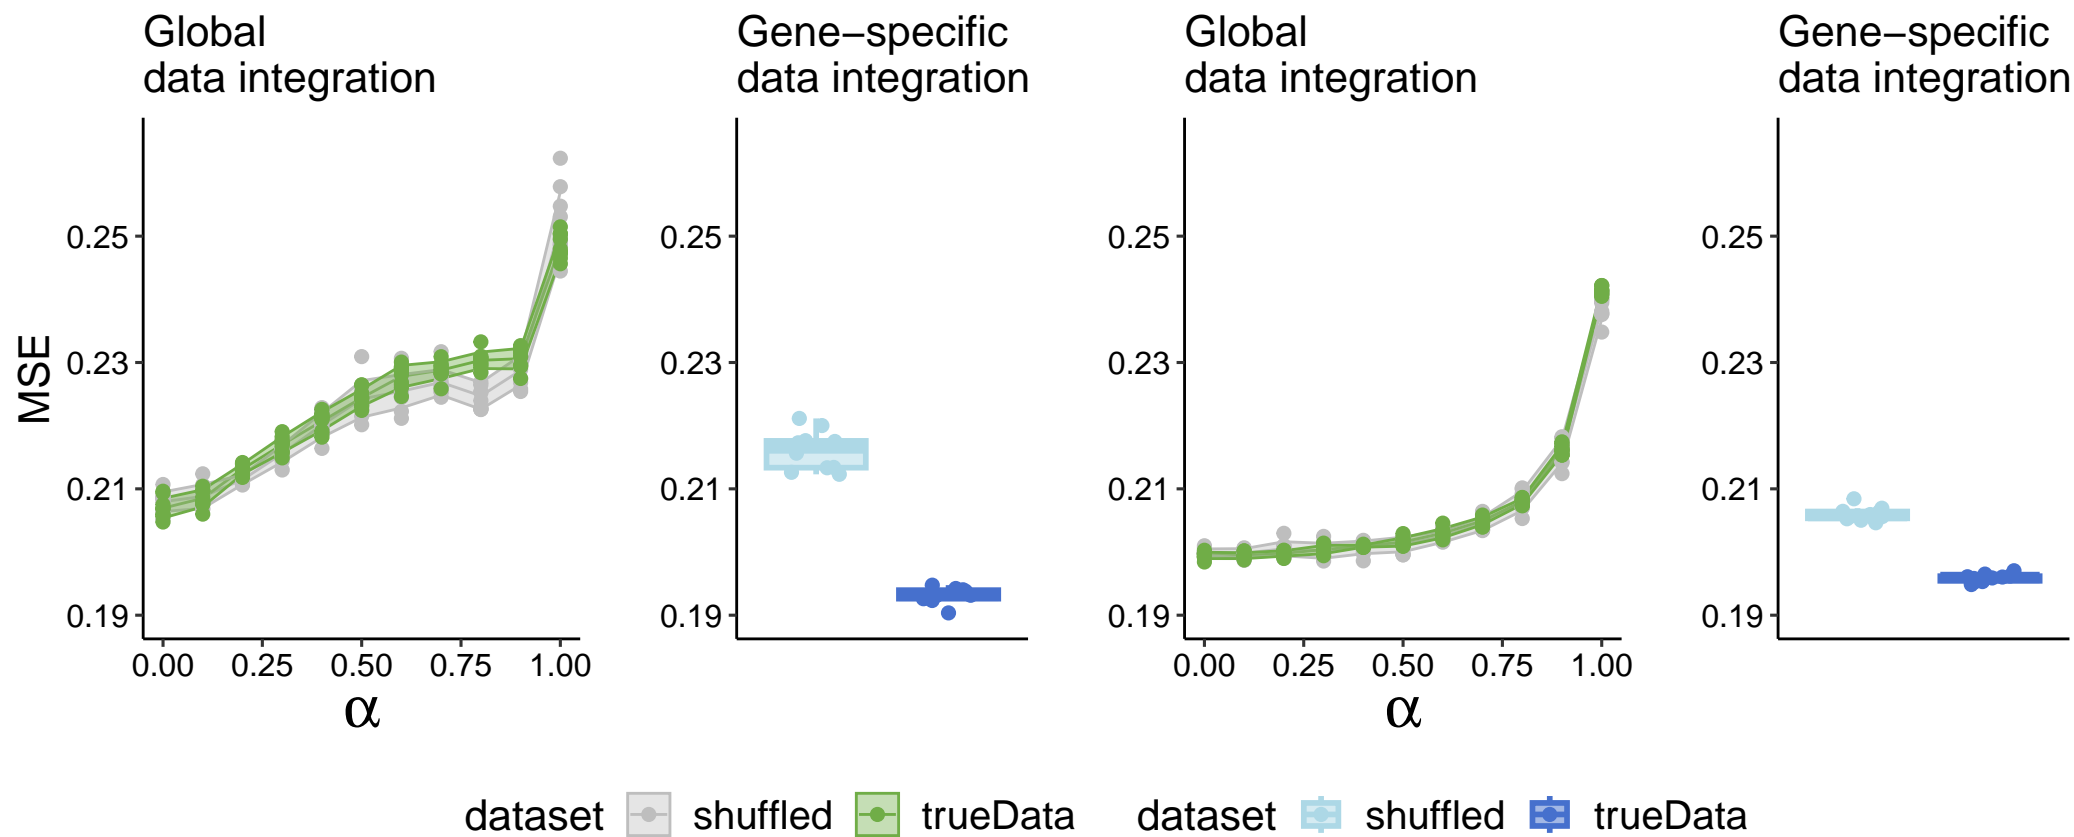 Global
data integration
Gene−specific
data integration
Global
data integration
Gene−specific
data integration
MSE
0.25
0.23
0.21
0.19
0.00 0.25 0.50 0.75 1.00
α
0.25
0.23
0.21
0.19
0.25
0.23
0.21
0.19
0.00 0.25 0.50 0.75 1.00
α
0.25
0.23
0.21
0.19
dataset shuffled trueData dataset shuffled trueData